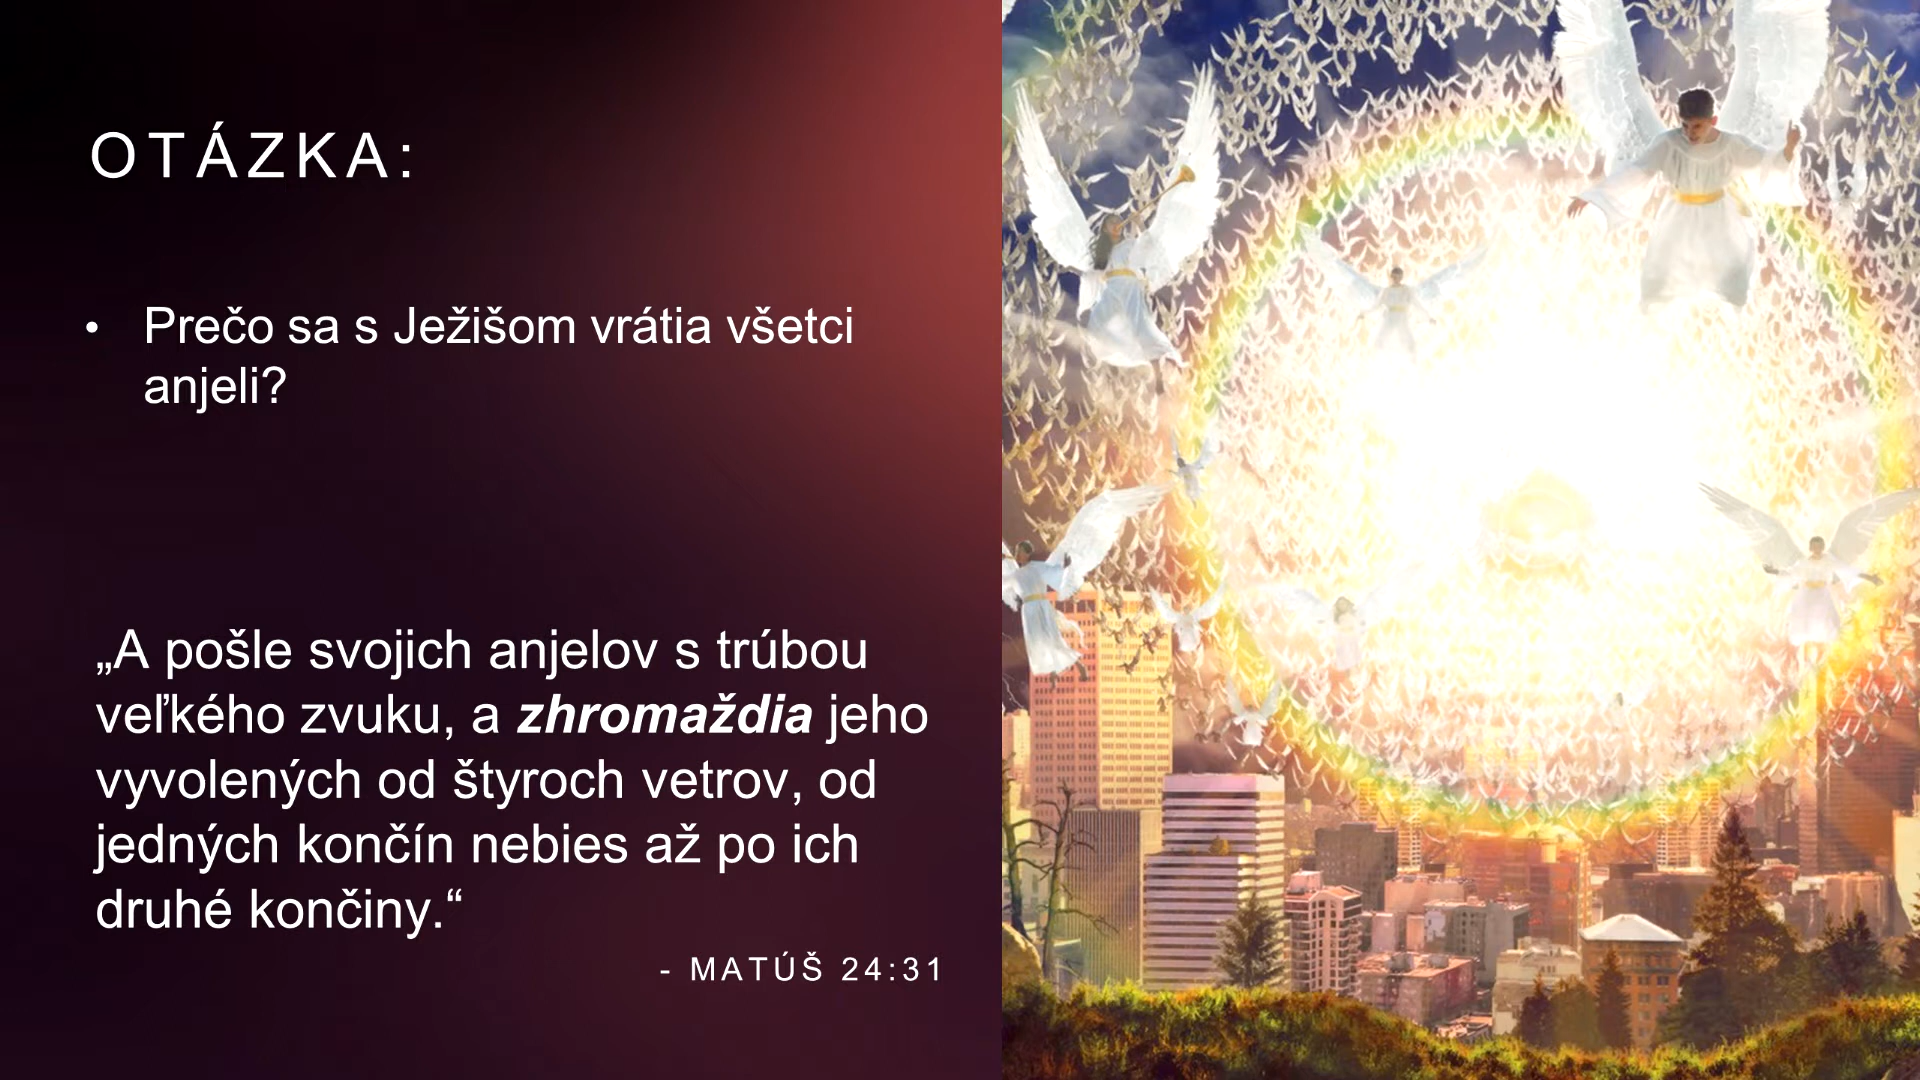 OTÁZKA:
• Prečo sa s Ježišom vrátia všetci
anjeli?
„A pošle svojich anjelov s trúbou
veľkého zvuku, a zhromaždia jeho
vyvolených od štyroch vetrov, od
jedných končín nebies až po ich
druhé končiny.“
- MATÚŠ 24:31